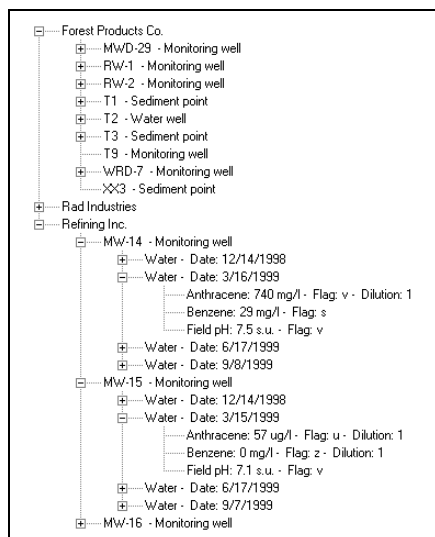 Forest Products Co.
MWD-29 - Monitoring well
RW-1 - Monitoring well
RW-2 - Monitoring well
T1 - Sediment point
T2 - Water well
T3 - Sediment point
T9 - Monitoring well
WRD-7 - Monitoring well
XX3 - Sediment point
Rad Industries
Refining Inc.
MW-14 - Monitoring well
Water - Date: 12/14/1998
Water - Date: 3/16/1999
Anthracene: 740 mg/l - Flag: v - Dilution: 1
Benzene: 29 mg/l - Flag: s
Field pH: 7.5 s.u. - Flag: v
Water - Date: 6/17/1999
Water - Date: 9/8/1999
MW-15 - Monitoring well
Water - Date: 12/14/1998
Water - Date: 3/15/1999
Anthracene: 57 ug/l - Flag: u - Dilution: 1
Benzene: 0 mg/l - Flag: z - Dilution: 1
Field pH: 7.1 s.u. - Flag: v
Water - Date: 6/17/1999
Water - Date: 9/7/1999
MW-16 - Monitoring well